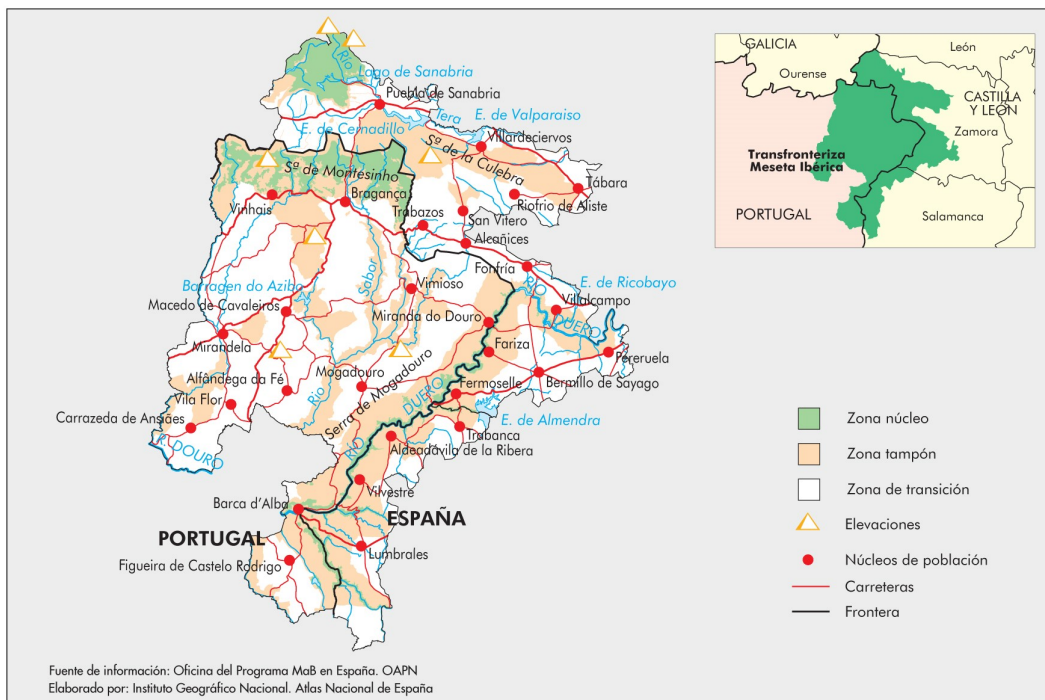 Río
Lago de Sanabria
Puebla de Sanabria
Tera
E. de Valparaiso
E. de Cernadillo
Villardeciervos
Sª de la Culebra
Sª de Montesinho
Tábara
Vinhais
Bragança
Riofrio de Aliste
Trabazos
San Vitero
Alcañices
Sabor
Fonfría
Barragen do Azibo
Vimioso
RÍO
E. de Ricobayo
Macedo de Cavaleiros
Villalcampo
Miranda do Douro
DUERO
Mirandela
Fariza
Pereruela
Alfândega da Fé
Mogadouro
Serra de Mogadouro
Fermoselle
Bermillo de Sayago
Vila Flor
Rio
DUERO
E. de Almendra
Carrazeda de Ansiães
Trabanca
R. DOURO
RÍO
Aldeadávila de la Ribera
Vilvestre
Barca d'Alba
ESPAÑA
PORTUGAL
Lumbrales
Figueira de Castelo Rodrigo
GALICIA
León
Ourense
CASTILLA
Y LEÓN
Zamora
Transfronteriza
Meseta Ibérica
PORTUGAL
Salamanca
Zona núcleo
Zona tampón
Zona de transición
Elevaciones
Núcleos de población
Carreteras
Frontera
Fuente de información: Oficina del Programa MaB en España. OAPN
Elaborado por: Instituto Geográfico Nacional. Atlas Nacional de España